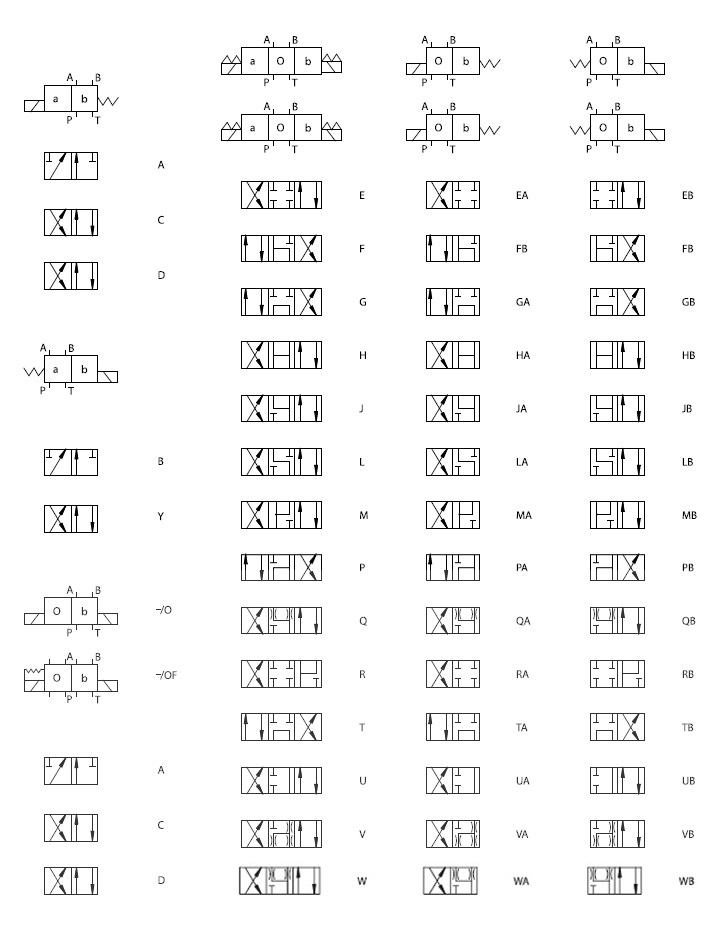 A B
a b
P T
A
C
D
A B
a b
P T
B
Y
A B
O b –/O
P T
A B
O b –/OF
P T
A
C
D
A B A B A B
a O b O b O b
P T P T P T
A B A B A B
a O b O b O b
P T P T P T
E EA EB
F FB FB
G GA GB
H HA HB
J JA JB
L LA LB
M MA MB
P PA PB
Q QA QB
R RA RB
T TA TB
U UA UB
V VA VB
W WA WB